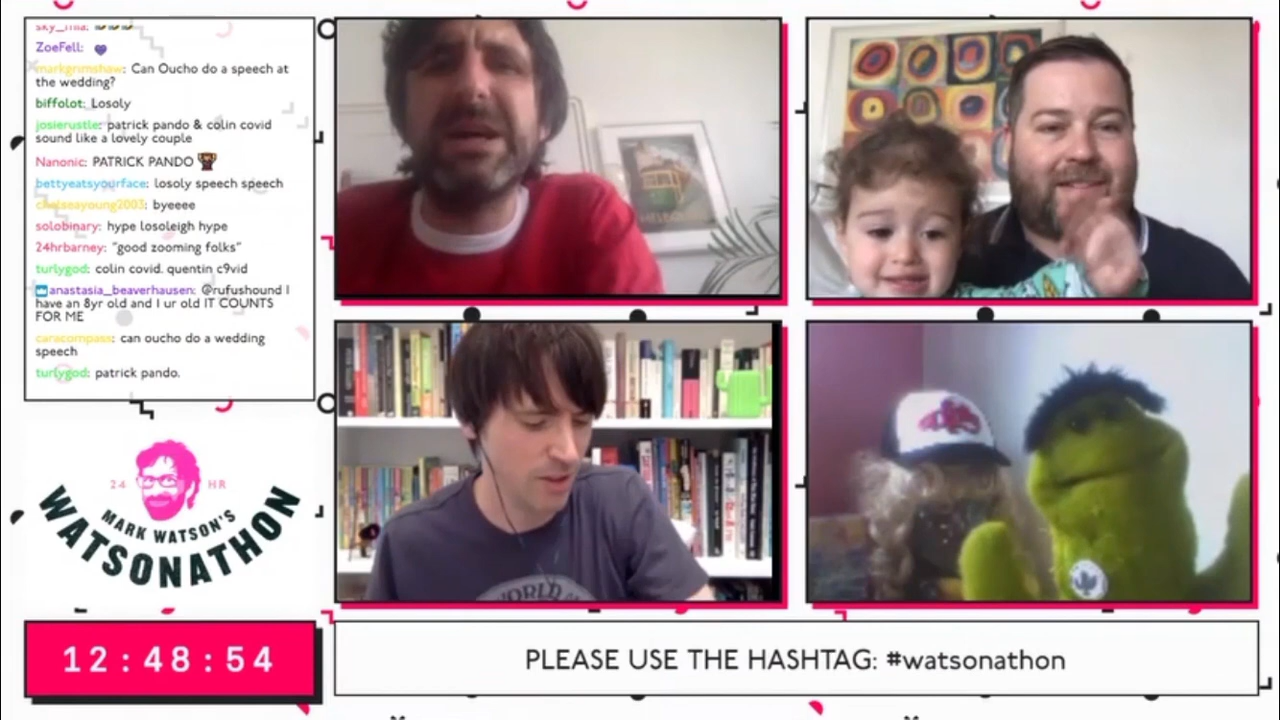 sky_mia:
ZoeFell:
markgrimshaw: Can Oucho do a speech at
the wedding?
biffolot: Losoly
josierustle: patrick pando & colin covid
sound like a lovely couple
Nanonic: PATRICK PANDO
bettyeatsyourface: losoly speech speech
chelseayoung2003: byeeee
solobinary: hype losoleigh hype
24hrbarney: "good zooming folks"
turlygod: colin covid. quentin c9vid
anastasia_beaverhausen: @rufushound I
have an 8yr old and I ur old IT COUNTS
FOR ME
caracompass: can oucho do a wedding
speech
turlygod: patrick pando.
24 HR
MARK WATSON'S
WATSONATHON
12:48:54
MELBOURNE
WORLD
PLEASE USE THE HASHTAG: #watsonathon